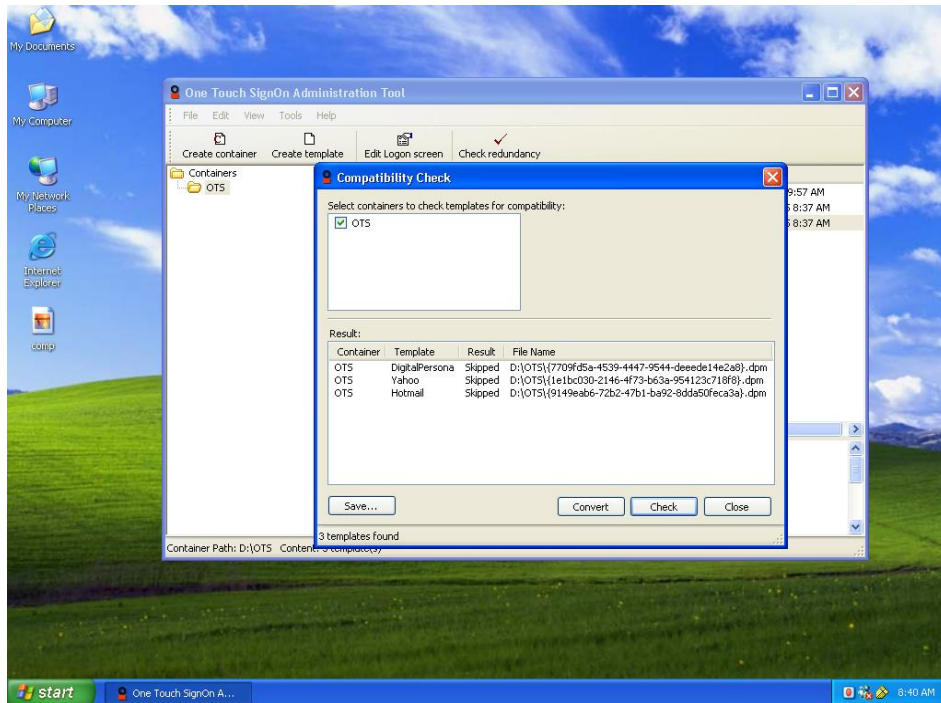 My Documents
My Computer
My Network
Places
Internet
Explorer
comp
One Touch SignOn Administration Tool
File Edit View Tools Help
Create container Create template Edit Logon screen Check redundancy
Containers
OTS
9:57 AM
8:37 AM
8:37 AM
Compatibility Check
Select containers to check templates for compatibility:
OTS
Result:
Container Template Result File Name
OTS DigitalPersona Skipped D:\OTS\{7709fd5a-4539-4447-9544-deeede14e2a8}.dpm
OTS Yahoo Skipped D:\OTS\{1e1bc030-2146-4f73-b63a-954123c718f8}.dpm
OTS Hotmail Skipped D:\OTS\{9149eab6-72b2-47b1-ba92-8dda50feca3a}.dpm
Save... Convert Check Close
3 templates found
Container Path: D:\OTS Content: 3 template(s)
start One Touch SignOn A... 8:40 AM